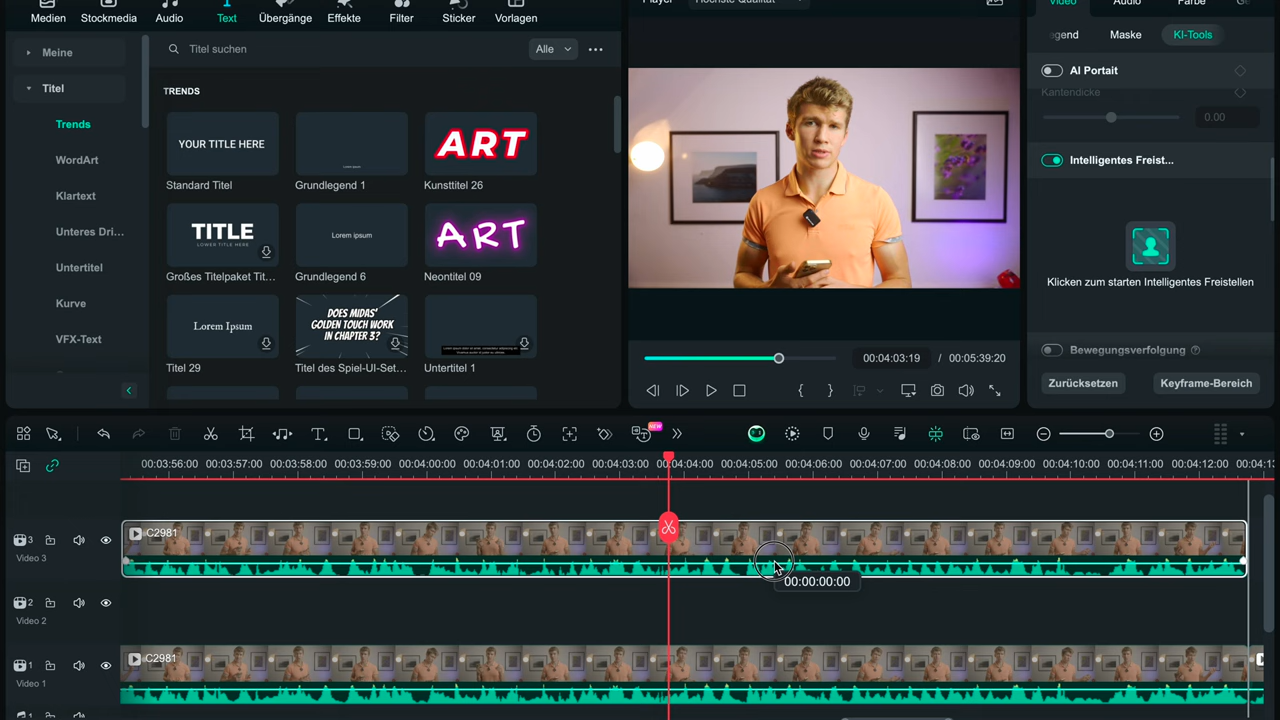 Medien Stockmedia Audio Text Übergänge Effekte Filter Sticker Vorlagen
Meine
Titel
Trends
WordArt
Klartext
Unteres Dri...
Untertitel
Kurve
VFX-Text
Titel suchen
Alle
TRENDS
YOUR TITLE HERE
Standard Titel
Grundlegend 1
ART
Kunsttitel 26
TITLE
LOWER TITLE HERE
Großes Titelpaket Tit...
Lorem ipsum
Grundlegend 6
ART
Neontitel 09
Lorem Ipsum
Titel 29
DOES MIDAS'
GOLDEN TOUCH WORK
IN CHAPTER 3?
Titel des Spiel-UI-Set...
Untertitel 1
Player Höchste Qualität
00:04:03:19 / 00:05:39:20
Video Audio Farbe
egend Maske KI-Tools
AI Portait
Kantendicke
0.00
Intelligentes Freist...
Klicken zum starten Intelligentes Freistellen
Bewegungsverfolgung
Zurücksetzen Keyframe-Bereich
NEW
00:03:56:00 00:03:57:00 00:03:58:00 00:03:59:00 00:04:00:00 00:04:01:00 00:04:02:00 00:04:03:00 00:04:04:00 00:04:05:00 00:04:06:00 00:04:07:00 00:04:08:00 00:04:09:00 00:04:10:00 00:04:11:00 00:04:12:00 00:04:13
3
Video 3
C2981
00:00:00:00
2
Video 2
1
Video 1
C2981
1